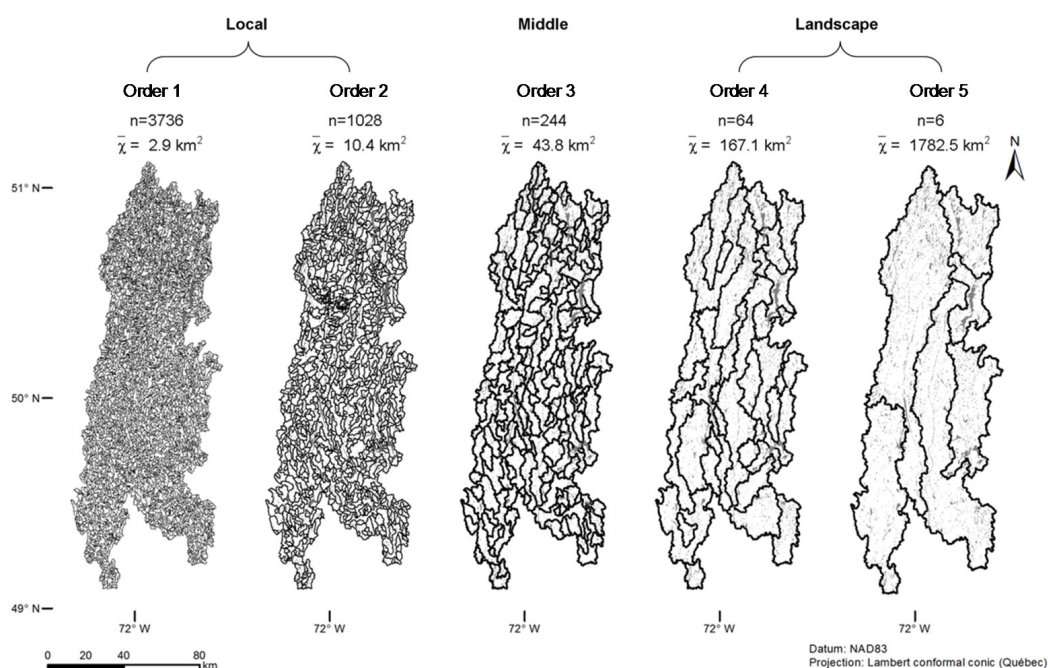 Local Middle Landscape
Order 1 Order 2 Order 3 Order 4 Order 5
n=3736 n=1028 n=244 n=64 n=6
χ̅ = 2.9 km² χ̅ = 10.4 km² χ̅ = 43.8 km² χ̅ = 167.1 km² χ̅ = 1782.5 km²
N
51° N
50° N
49° N
72° W 72° W 72° W 72° W 72° W
0 20 40 80 km
Datum: NAD83
Projection: Lambert conformal conic (Québec)